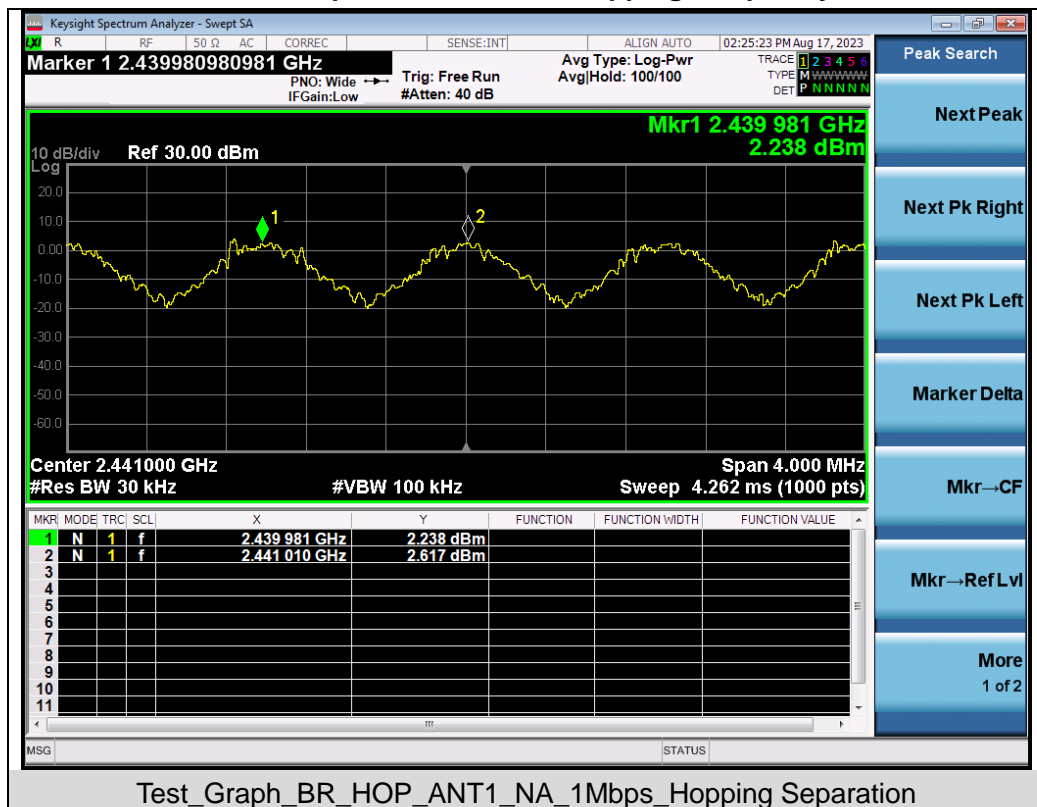 Keysight Spectrum Analyzer - Swept SA
LXI R RF 50 Ω AC CORREC SENSE:INT ALIGN AUTO 02:25:23 PM Aug 17, 2023
Marker 1 2.439980980981 GHz
PNO: Wide
IFGain:Low
Trig: Free Run
#Atten: 40 dB
Avg Type: Log-Pwr
Avg|Hold: 100/100
TRACE 1 2 3 4 5 6
TYPE M WWWWW
DET P N N N N N
Peak Search
Next Peak
Next Pk Right
Next Pk Left
Marker Delta
Mkr→CF
Mkr→Ref Lvl
More
1 of 2
Mkr1 2.439 981 GHz
2.238 dBm
10 dB/div Ref 30.00 dBm
Log
20.0
10.0
0.00
-10.0
-20.0
-30.0
-40.0
-50.0
-60.0
1
2
Center 2.441000 GHz Span 4.000 MHz
#Res BW 30 kHz #VBW 100 kHz Sweep 4.262 ms (1000 pts)
MKR MODE TRC SCL X Y FUNCTION FUNCTION WIDTH FUNCTION VALUE
1 N 1 f 2.439 981 GHz 2.238 dBm
2 N 1 f 2.441 010 GHz 2.617 dBm
3
4
5
6
7
8
9
10
11
MSG STATUS
Test_Graph_BR_HOP_ANT1_NA_1Mbps_Hopping Separation